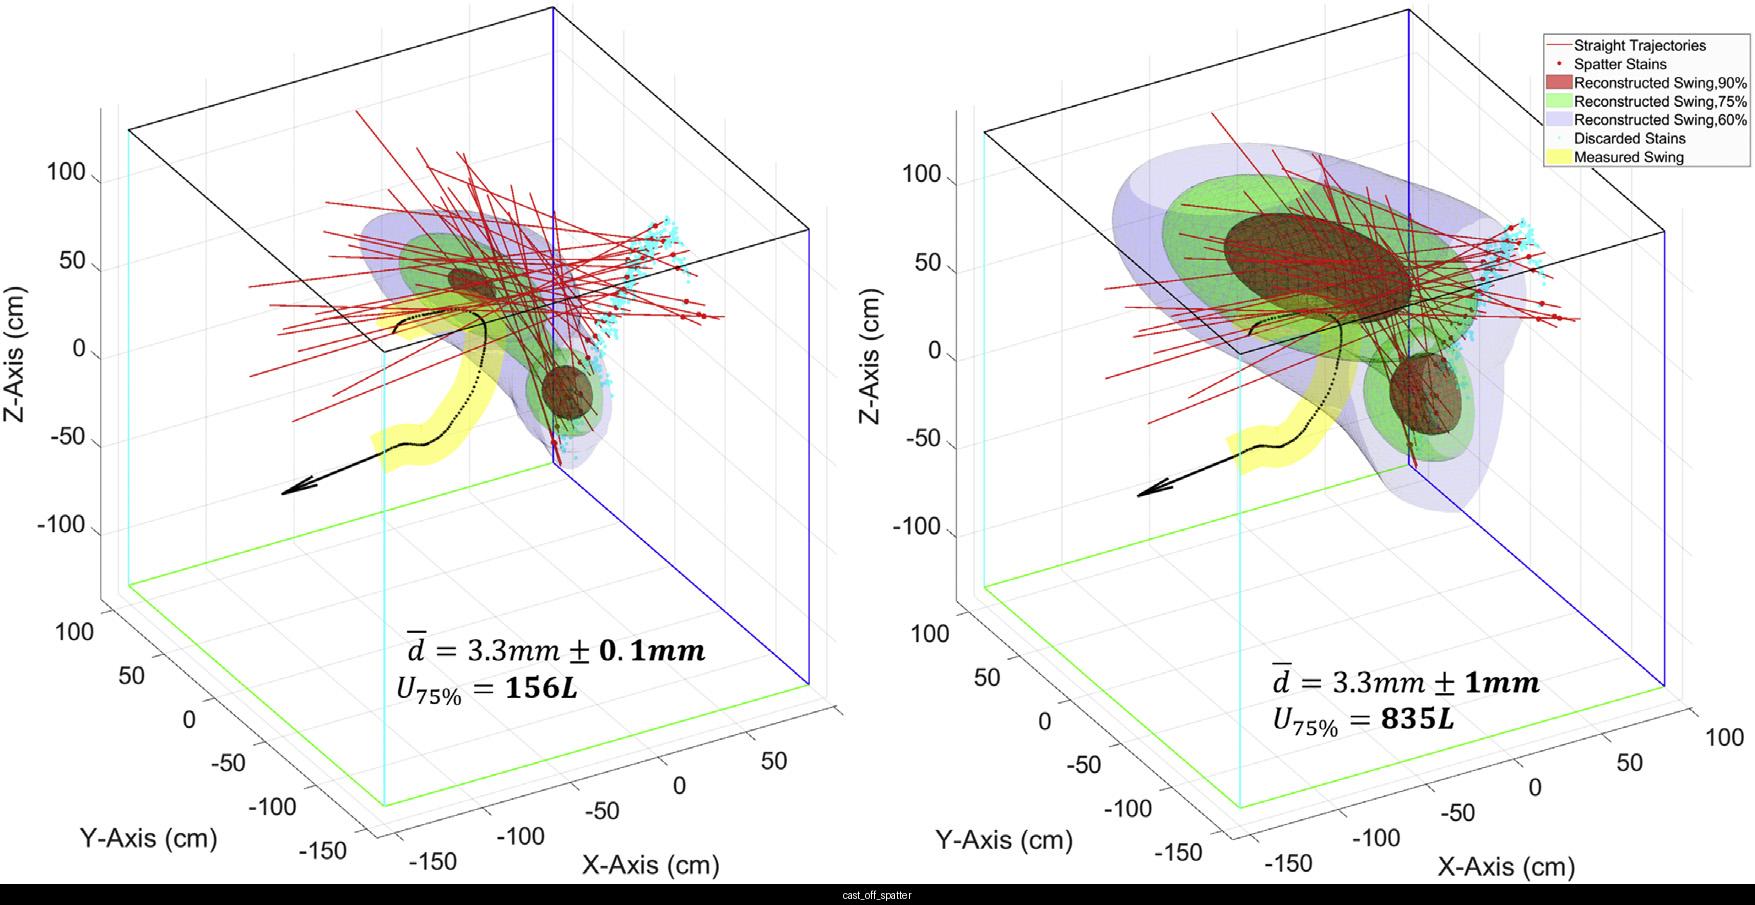 100
50
0
-50
-100
Z-Axis (cm)
100
50
0
-50
-100
-150
Y-Axis (cm)
-150
-100
-50
0
50
X-Axis (cm)
d̅ = 3.3mm ± 0.1mm
U75% = 156L
100
50
0
-50
-100
Z-Axis (cm)
100
50
0
-50
-100
-150
Y-Axis (cm)
-150
-100
-50
0
50
100
X-Axis (cm)
d̅ = 3.3mm ± 1mm
U75% = 835L
Straight Trajectories
Spatter Stains
Reconstructed Swing,90%
Reconstructed Swing,75%
Reconstructed Swing,60%
Discarded Stains
Measured Swing
cast_off_spatter